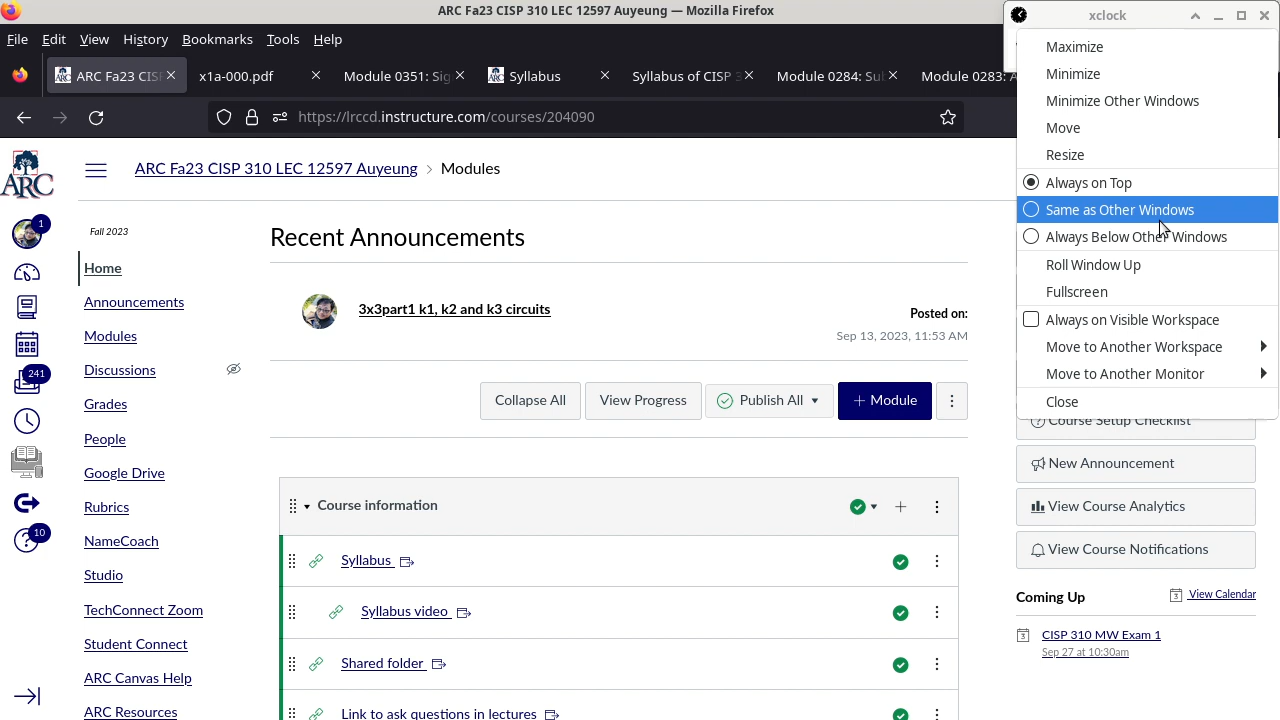 ARC Fa23 CISP 310 LEC 12597 Auyeung — Mozilla Firefox
xclock
File Edit View History Bookmarks Tools Help
ARC Fa23 CIS
x1a-000.pdf
Module 0351: Sig
Syllabus
Syllabus of CISP 3
Module 0284: Sul
Module 0283: A
https://lrccd.instructure.com/courses/204090
Maximize
Minimize
Minimize Other Windows
Move
Resize
Always on Top
Same as Other Windows
Always Below Other Windows
Roll Window Up
Fullscreen
Always on Visible Workspace
Move to Another Workspace
Move to Another Monitor
Close
ARC
1
241
10
ARC Fa23 CISP 310 LEC 12597 Auyeung > Modules
Fall 2023
Home
Announcements
Modules
Discussions
Grades
People
Google Drive
Rubrics
NameCoach
Studio
TechConnect Zoom
Student Connect
ARC Canvas Help
ARC Resources
Recent Announcements
3x3part1 k1, k2 and k3 circuits
Posted on:
Sep 13, 2023, 11:53 AM
Collapse All
View Progress
Publish All
+ Module
Course information
Syllabus
Syllabus video
Shared folder
Link to ask questions in lectures
Course Setup Checklist
New Announcement
View Course Analytics
View Course Notifications
Coming Up
View Calendar
CISP 310 MW Exam 1
Sep 27 at 10:30am